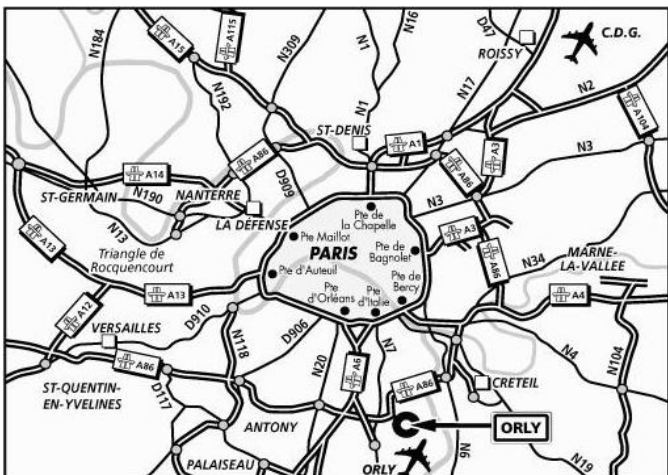 N184
A15
A115
N309
N1
N16
D47
ROISSY
C.D.G.
N192
N1
N17
N2
A104
ST-DENIS
A1
A3
N3
A86
A86
A14
D909
ST-GERMAIN
N190
NANTERRE
LA DÉFENSE
N3
Pte de
la Chapelle
A3
N13
A13
Triangle de
Rocquencourt
Pte Maillot
PARIS
Pte de
Bagnolet
A86
N34
MARNE-
LA-VALLEE
Pte d'Auteuil
Pte
d'Orléans
Pte
d'Italie
Pte de
Bercy
A13
A12
D910
A4
VERSAILLES
N118
D906
N20
A6
N7
N4
N104
A86
A86
CRETEIL
ST-QUENTIN-
EN-YVELINES
D117
ANTONY
ORLY
N6
N19
PALAISEAU
ORLY